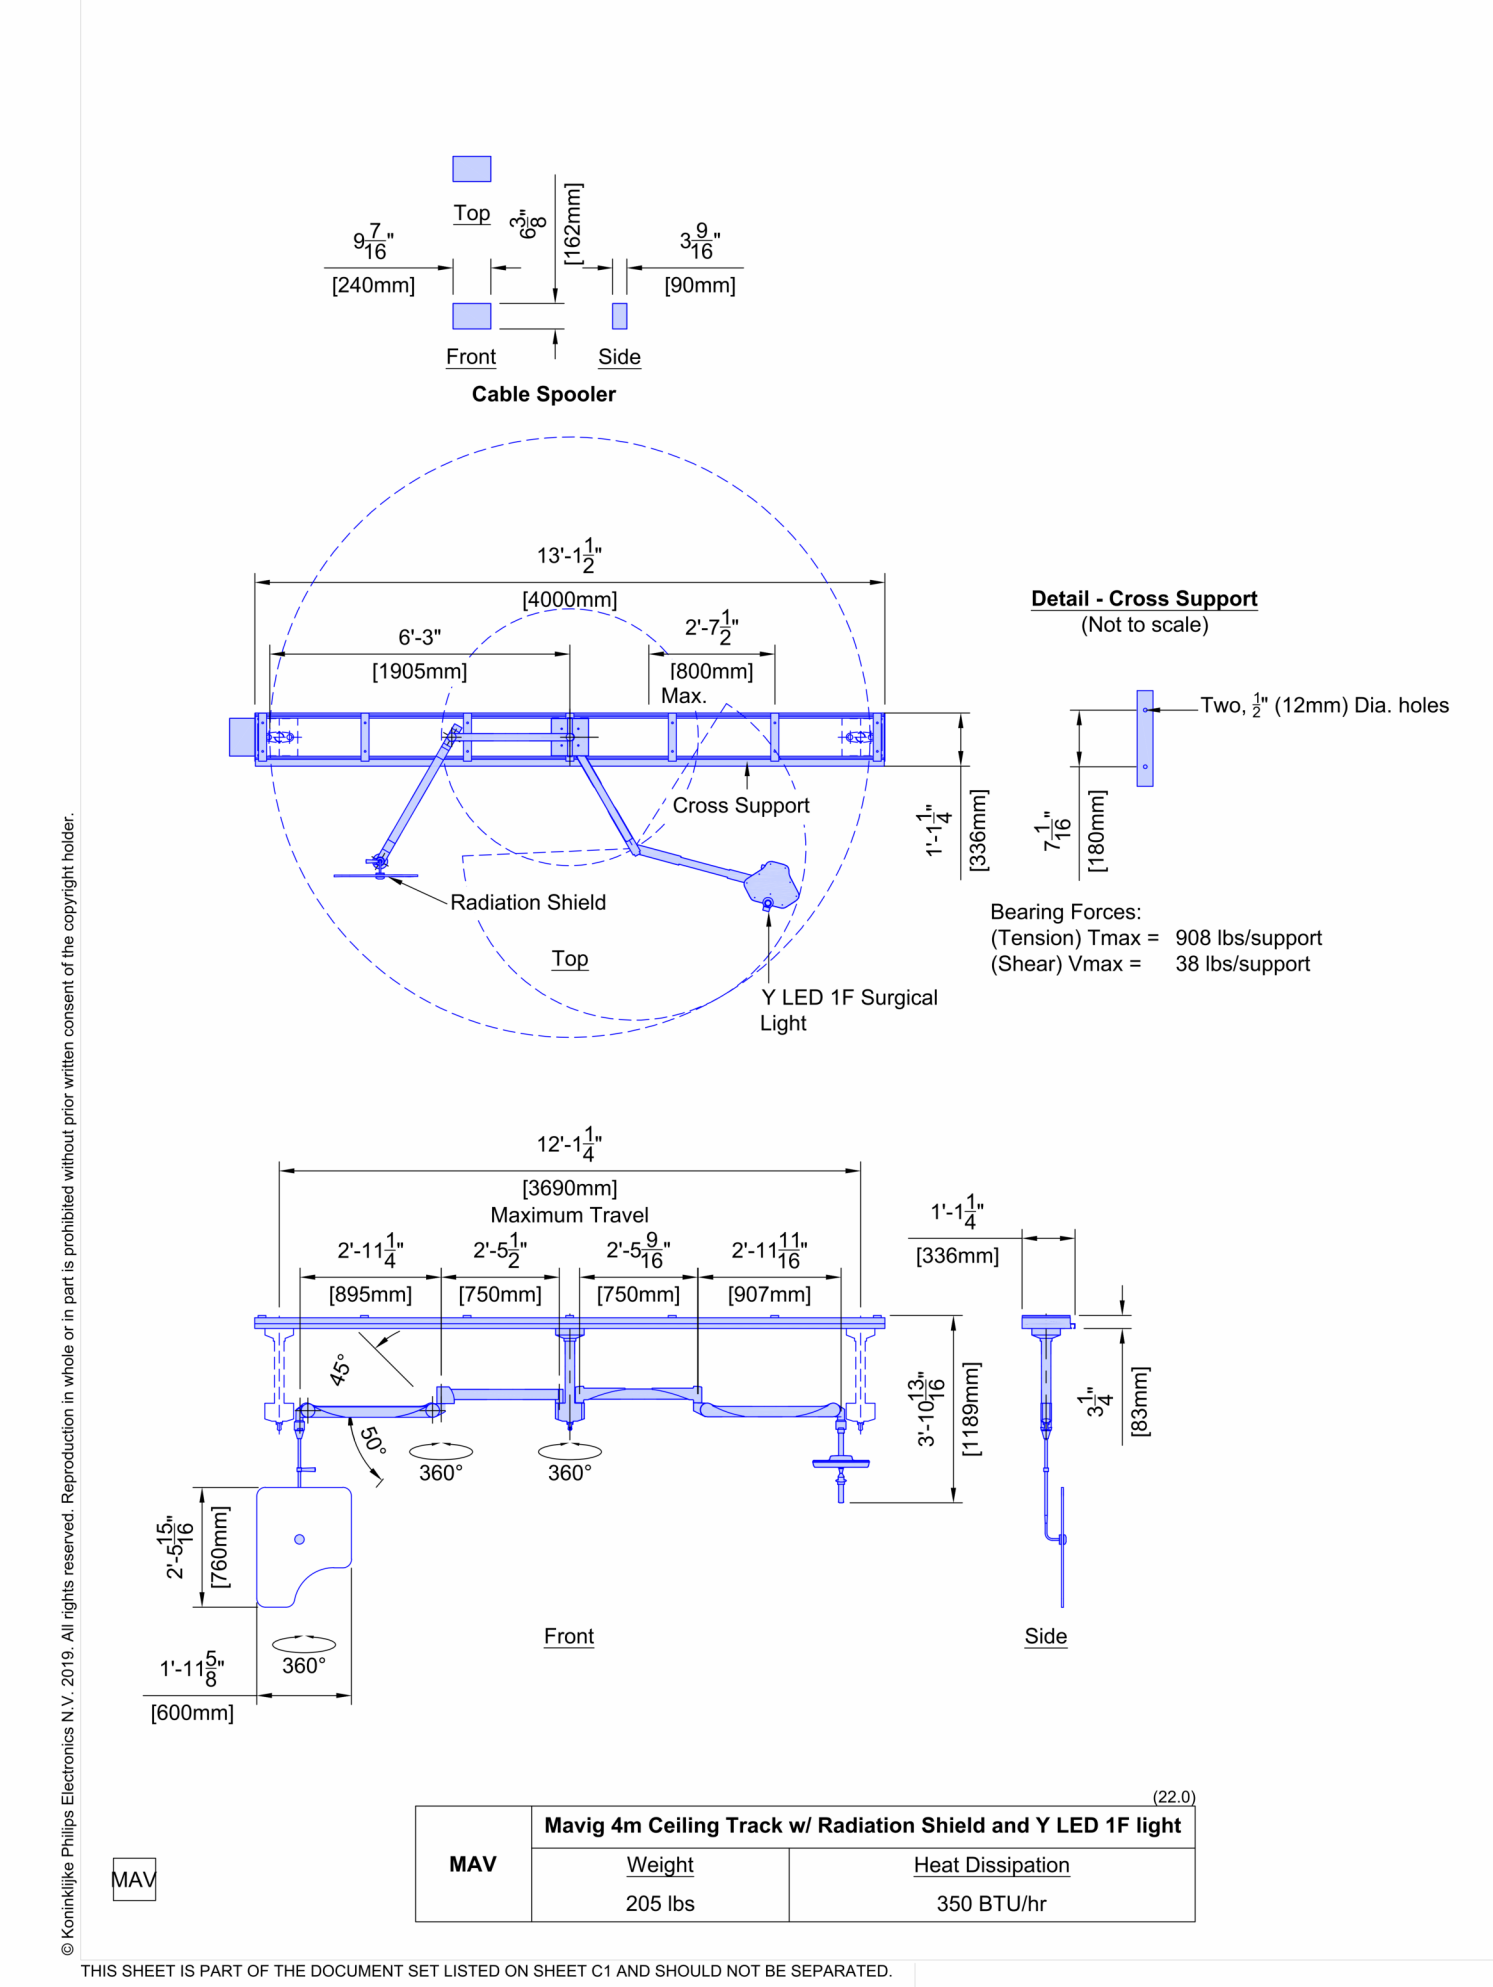 Top
9 7/16"
[240mm]
6 3/8"
[162mm]
3 9/16"
[90mm]
Front
Side
Cable Spooler
13'-1 1/2"
[4000mm]
6'-3"
[1905mm]
2'-7 1/2"
[800mm]
Max.
Detail - Cross Support
(Not to scale)
Two, 1/2" (12mm) Dia. holes
Cross Support
1'-1 1/4"
[336mm]
7 1/16"
[180mm]
Radiation Shield
Top
Y LED 1F Surgical
Light
Bearing Forces:
(Tension) Tmax = 908 lbs/support
(Shear) Vmax = 38 lbs/support
12'-1 1/4"
[3690mm]
Maximum Travel
2'-11 1/4"
[895mm]
2'-5 1/2"
[750mm]
2'-5 9/16"
[750mm]
2'-11 11/16"
[907mm]
1'-1 1/4"
[336mm]
45°
50°
360°
360°
3'-10 13/16"
[1189mm]
3 1/4"
[83mm]
2'-5 15/16"
[760mm]
360°
1'-11 5/8"
[600mm]
Front
Side
(22.0)
MAV
Mavig 4m Ceiling Track w/ Radiation Shield and Y LED 1F light
Weight
Heat Dissipation
205 lbs
350 BTU/hr
MAV
© Koninklijke Philips Electronics N.V. 2019. All rights reserved. Reproduction in whole or in part is prohibited without prior written consent of the copyright holder.
THIS SHEET IS PART OF THE DOCUMENT SET LISTED ON SHEET C1 AND SHOULD NOT BE SEPARATED.